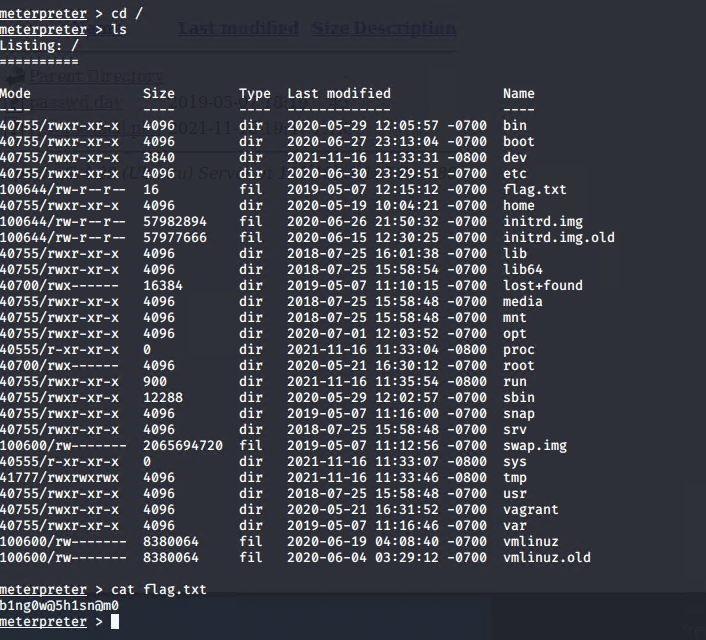 meterpreter > cd /
meterpreter > ls
Listing: /
==========
Mode Size Type Last modified Name
---- ---- ---- ------------- ----
40755/rwxr-xr-x 4096 dir 2020-05-29 12:05:57 -0700 bin
40755/rwxr-xr-x 4096 dir 2020-06-27 23:13:04 -0700 boot
40755/rwxr-xr-x 3840 dir 2021-11-16 11:33:31 -0800 dev
40755/rwxr-xr-x 4096 dir 2020-06-30 23:29:51 -0700 etc
100644/rw-r--r-- 16 fil 2019-05-07 12:15:12 -0700 flag.txt
40755/rwxr-xr-x 4096 dir 2020-05-19 10:04:21 -0700 home
100644/rw-r--r-- 57982894 fil 2020-06-26 21:50:32 -0700 initrd.img
100644/rw-r--r-- 57977666 fil 2020-06-15 12:30:25 -0700 initrd.img.old
40755/rwxr-xr-x 4096 dir 2018-07-25 16:01:38 -0700 lib
40755/rwxr-xr-x 4096 dir 2018-07-25 15:58:54 -0700 lib64
40700/rwx------ 16384 dir 2019-05-07 11:10:15 -0700 lost+found
40755/rwxr-xr-x 4096 dir 2018-07-25 15:58:48 -0700 media
40755/rwxr-xr-x 4096 dir 2018-07-25 15:58:48 -0700 mnt
40755/rwxr-xr-x 4096 dir 2020-07-01 12:03:52 -0700 opt
40555/r-xr-xr-x 0 dir 2021-11-16 11:33:04 -0800 proc
40700/rwx------ 4096 dir 2020-05-21 16:30:12 -0700 root
40755/rwxr-xr-x 900 dir 2021-11-16 11:35:54 -0800 run
40755/rwxr-xr-x 12288 dir 2020-05-29 12:02:57 -0700 sbin
40755/rwxr-xr-x 4096 dir 2019-05-07 11:16:00 -0700 snap
40755/rwxr-xr-x 4096 dir 2018-07-25 15:58:48 -0700 srv
100600/rw------- 2065694720 fil 2019-05-07 11:12:56 -0700 swap.img
40555/r-xr-xr-x 0 dir 2021-11-16 11:33:07 -0800 sys
41777/rwxrwxrwx 4096 dir 2021-11-16 11:33:46 -0800 tmp
40755/rwxr-xr-x 4096 dir 2018-07-25 15:58:48 -0700 usr
40755/rwxr-xr-x 4096 dir 2020-05-21 16:31:52 -0700 vagrant
40755/rwxr-xr-x 4096 dir 2019-05-07 11:16:46 -0700 var
100600/rw------- 8380064 fil 2020-06-19 04:08:40 -0700 vmlinuz
100600/rw------- 8380064 fil 2020-06-04 03:29:12 -0700 vmlinuz.old
meterpreter > cat flag.txt
b1ng0w@5h1sn@m0
meterpreter >
Last modified Size Description
Parent Directory